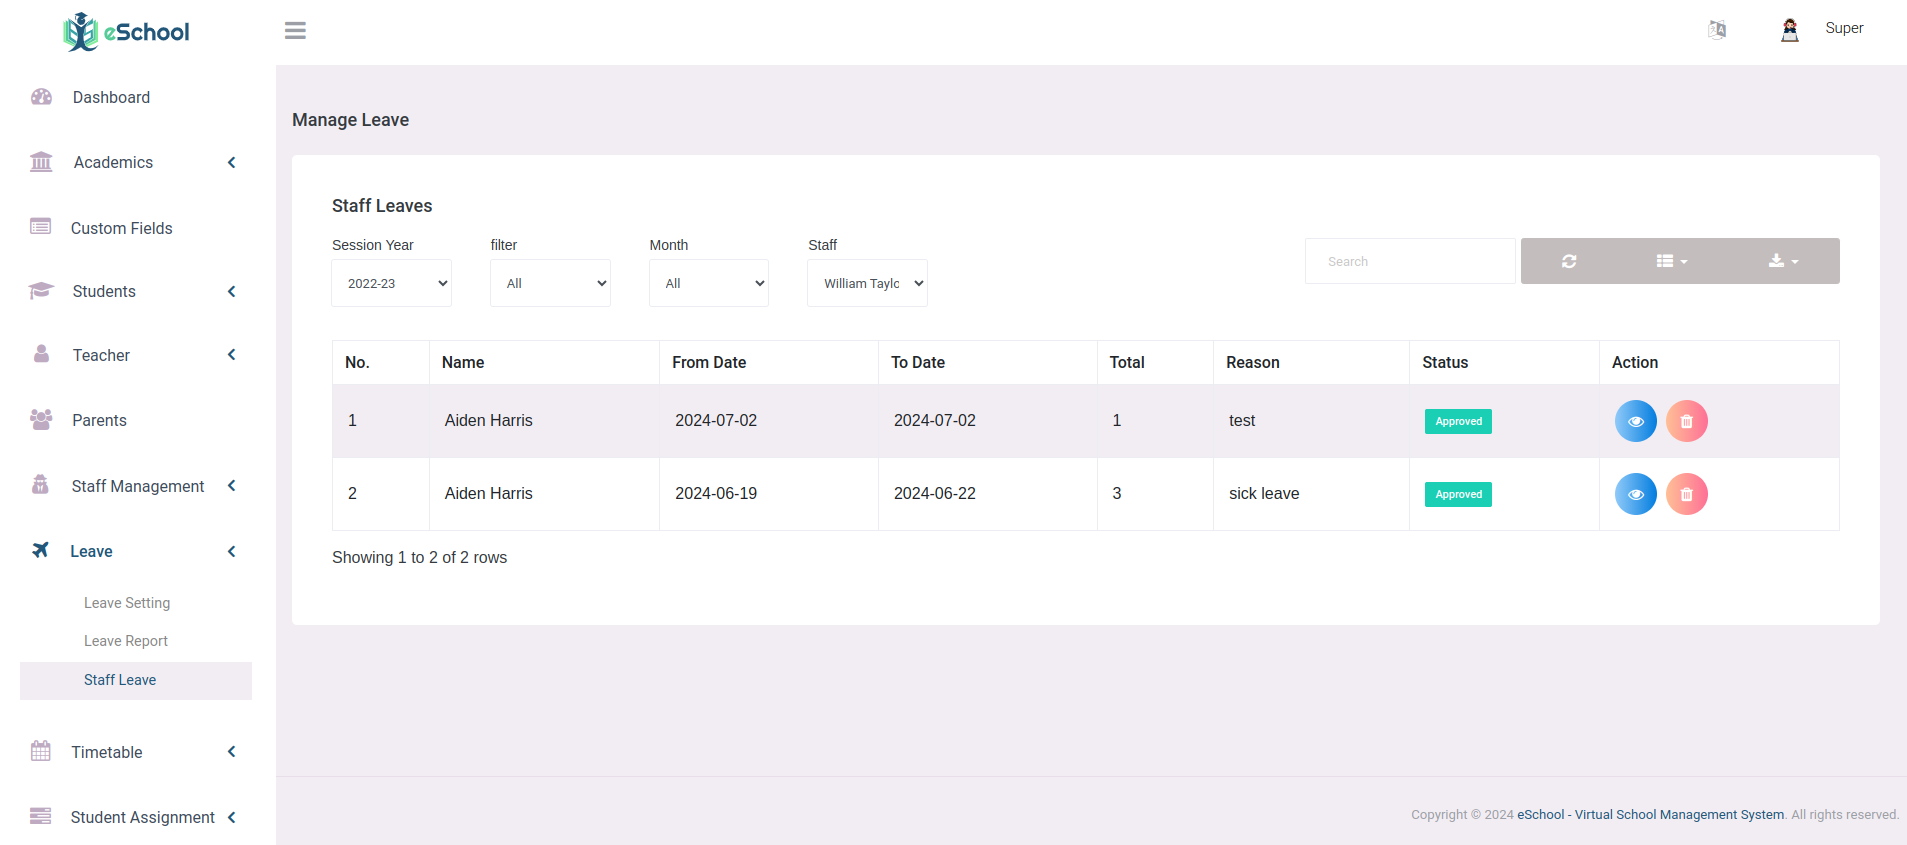 eSchool
Super
Dashboard
Academics
Custom Fields
Students
Teacher
Parents
Staff Management
Leave
Leave Setting
Leave Report
Staff Leave
Timetable
Student Assignment
Manage Leave
Staff Leaves
Session Year filter Month Staff
2022-23 All All William Taylo
Search
No. Name From Date To Date Total Reason Status Action
1 Aiden Harris 2024-07-02 2024-07-02 1 test Approved
2 Aiden Harris 2024-06-19 2024-06-22 3 sick leave Approved
Showing 1 to 2 of 2 rows
Copyright © 2024 eSchool - Virtual School Management System. All rights reserved.